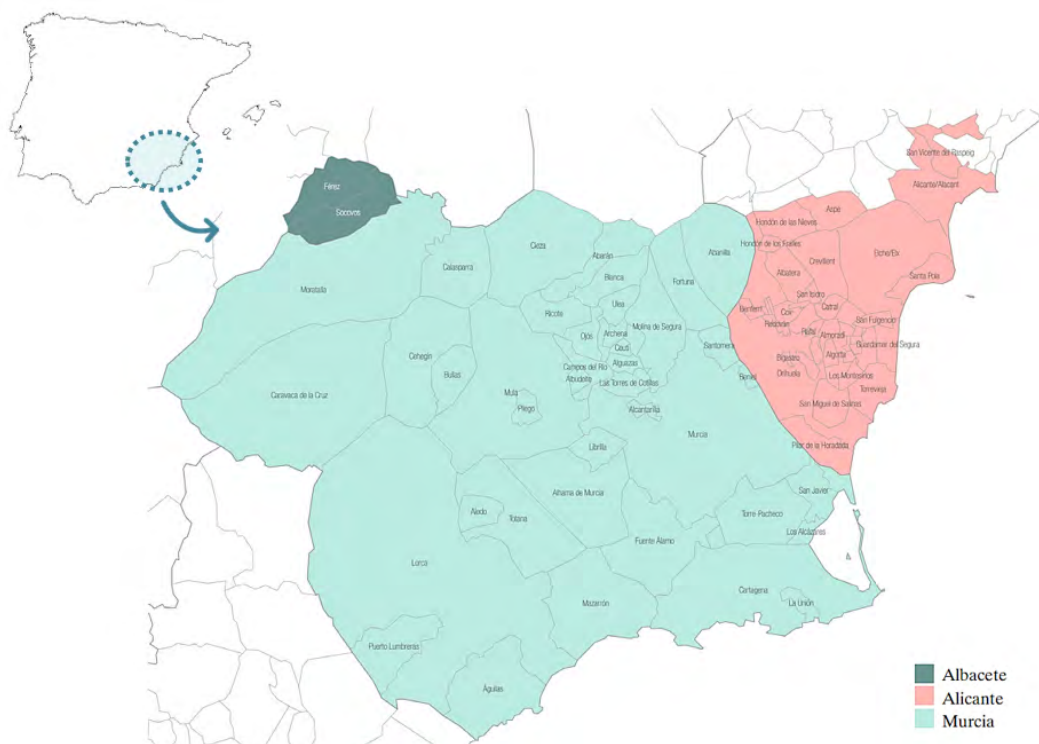 San Vicente del Raspeig
Alicante/Alacant
Férez
Socovos
Aspe
Hondón de las Nieves
Hondón de los Frailes
Crevillent
Elche/Elx
Albatera
Santa Pola
San Isidro
Catral
Cox
Benferri
Redován
Rafal
Almoradí
San Fulgencio
Guardamar del Segura
Algorfa
Bigastro
Orihuela
Los Montesinos
Torrevieja
San Miguel de Salinas
Pilar de la Horadada
Moratalla
Calasparra
Cieza
Abarán
Blanca
Abanilla
Fortuna
Ricote
Ulea
Ojós
Archena
Molina de Segura
Ceutí
Santomera
Alguazas
Campos del Río
Albudeite
Las Torres de Cotillas
Beniel
Cehegín
Bullas
Caravaca de la Cruz
Mula
Pliego
Alcantarilla
Murcia
Librilla
Alhama de Murcia
Aledo
Totana
San Javier
Torre Pacheco
Los Alcázares
Fuente Álamo
Lorca
Cartagena
La Unión
Mazarrón
Puerto Lumbreras
Águilas
Albacete
Alicante
Murcia